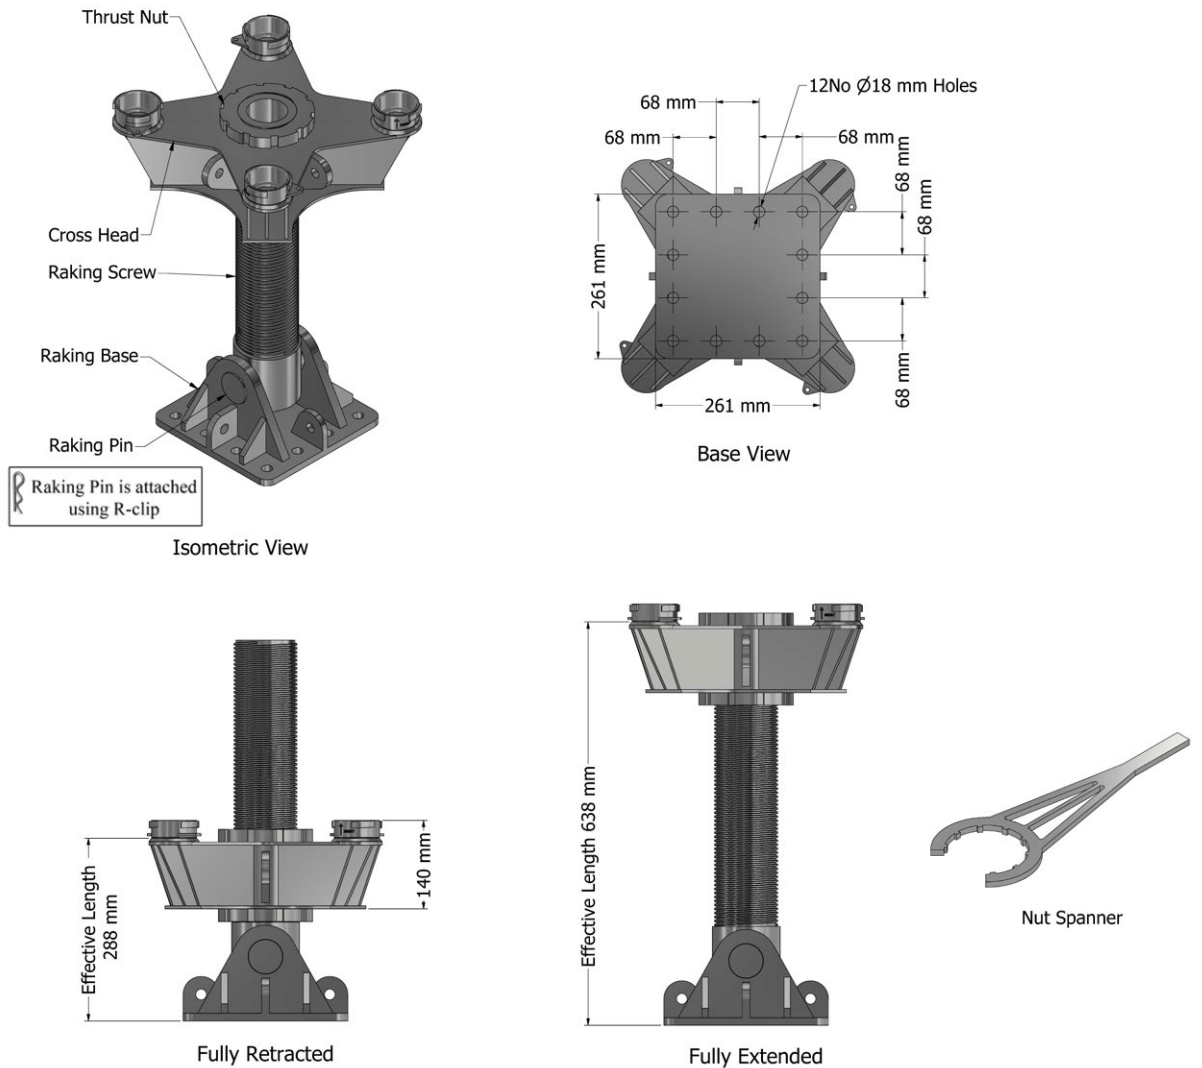 Thrust Nut
Cross Head
Raking Screw
Raking Base
Raking Pin
Raking Pin is attached
using R-clip
Isometric View
12No Ø18 mm Holes
68 mm
68 mm
68 mm
68 mm
68 mm
68 mm
261 mm
261 mm
Base View
Effective Length
288 mm
140 mm
Fully Retracted
Effective Length 638 mm
Fully Extended
Nut Spanner